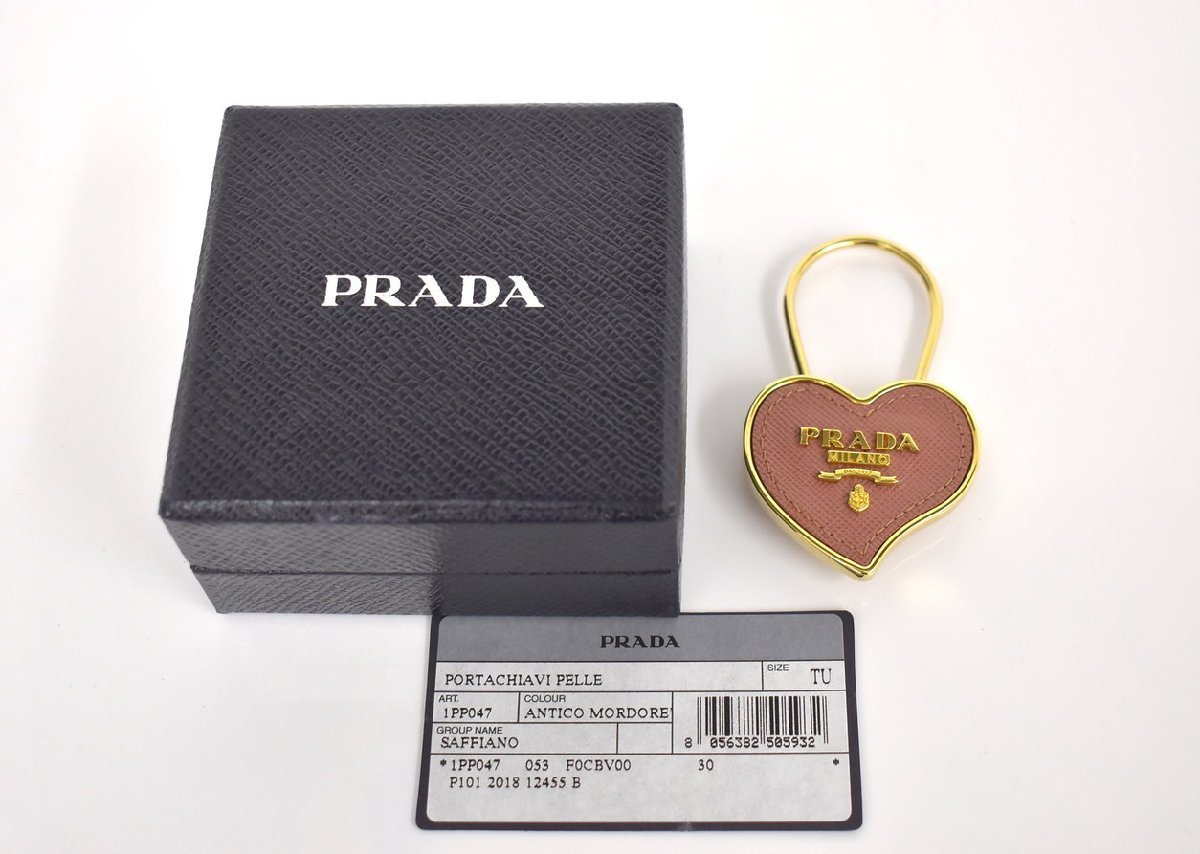 PRADA
PRADA
MILANO
PRADA
PORTACHIAVI PELLE
SIZE
TU
ART.
1PP047
COLOUR
ANTICO MORDORE'
GROUP NAME
SAFFIANO
8 056382 505932
*1PP047 053 F0CBV00 30 *
P101 2018 12455 B